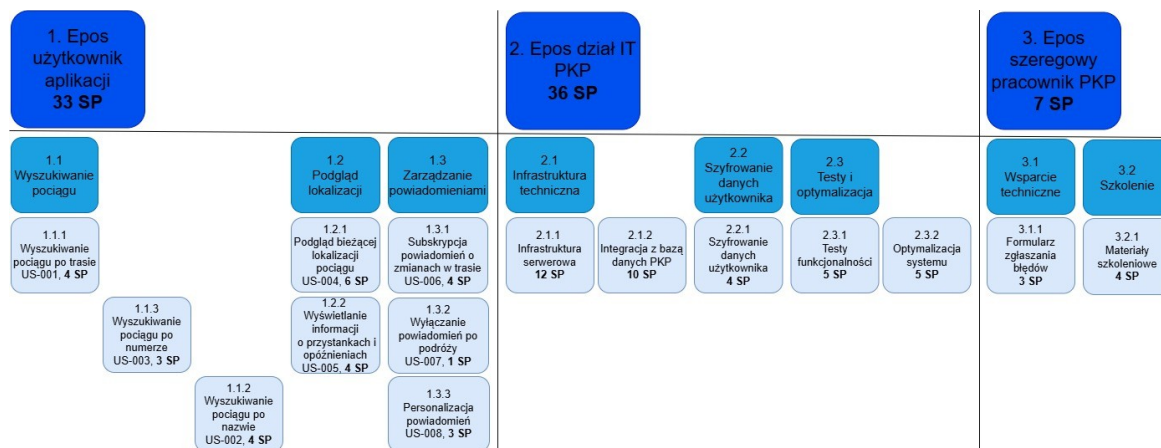 1. Epos
użytkownik
aplikacji
33 SP
2. Epos dział IT
PKP
36 SP
3. Epos
szeregowy
pracownik PKP
7 SP
1.1
Wyszukiwanie
pociągu
1.2
Podgląd
lokalizacji
1.3
Zarządzanie
powiadomieniami
2.1
Infrastruktura
techniczna
2.2
Szyfrowanie
danych
użytkownika
2.3
Testy i
optymalizacja
3.1
Wsparcie
techniczne
3.2
Szkolenie
1.1.1
Wyszukiwanie
pociągu po trasie
US-001, 4 SP
1.2.1
Podgląd bieżącej
lokalizacji
pociągu
US-004, 6 SP
1.3.1
Subskrypcja
powiadomień o
zmianach w trasie
US-006, 4 SP
2.1.1
Infrastruktura
serwerowa
12 SP
2.1.2
Integracja z bazą
danych PKP
10 SP
2.2.1
Szyfrowanie
danych
użytkownika
4 SP
2.3.1
Testy
funkcjonalności
5 SP
2.3.2
Optymalizacja
systemu
5 SP
3.1.1
Formularz
zgłaszania
błędów
3 SP
3.2.1
Materiały
szkoleniowe
4 SP
1.1.3
Wyszukiwanie
pociągu po
numerze
US-003, 3 SP
1.2.2
Wyświetlanie
informacji
o przystankach i
opóźnieniach
US-005, 4 SP
1.3.2
Wyłączanie
powiadomień po
podróży
US-007, 1 SP
1.1.2
Wyszukiwanie
pociągu po
nazwie
US-002, 4 SP
1.3.3
Personalizacja
powiadomień
US-008, 3 SP